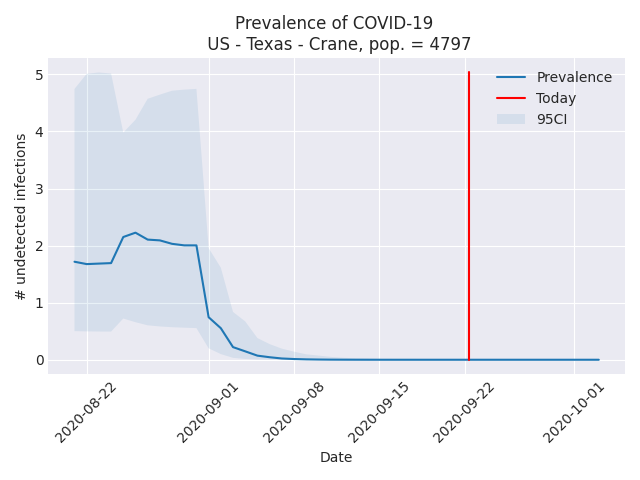 Prevalence of COVID-19
US - Texas - Crane, pop. = 4797
Prevalence
Today
95CI
# undetected infections
5
4
3
2
1
0
2020-08-22
2020-09-01
2020-09-08
2020-09-15
2020-09-22
2020-10-01
Date